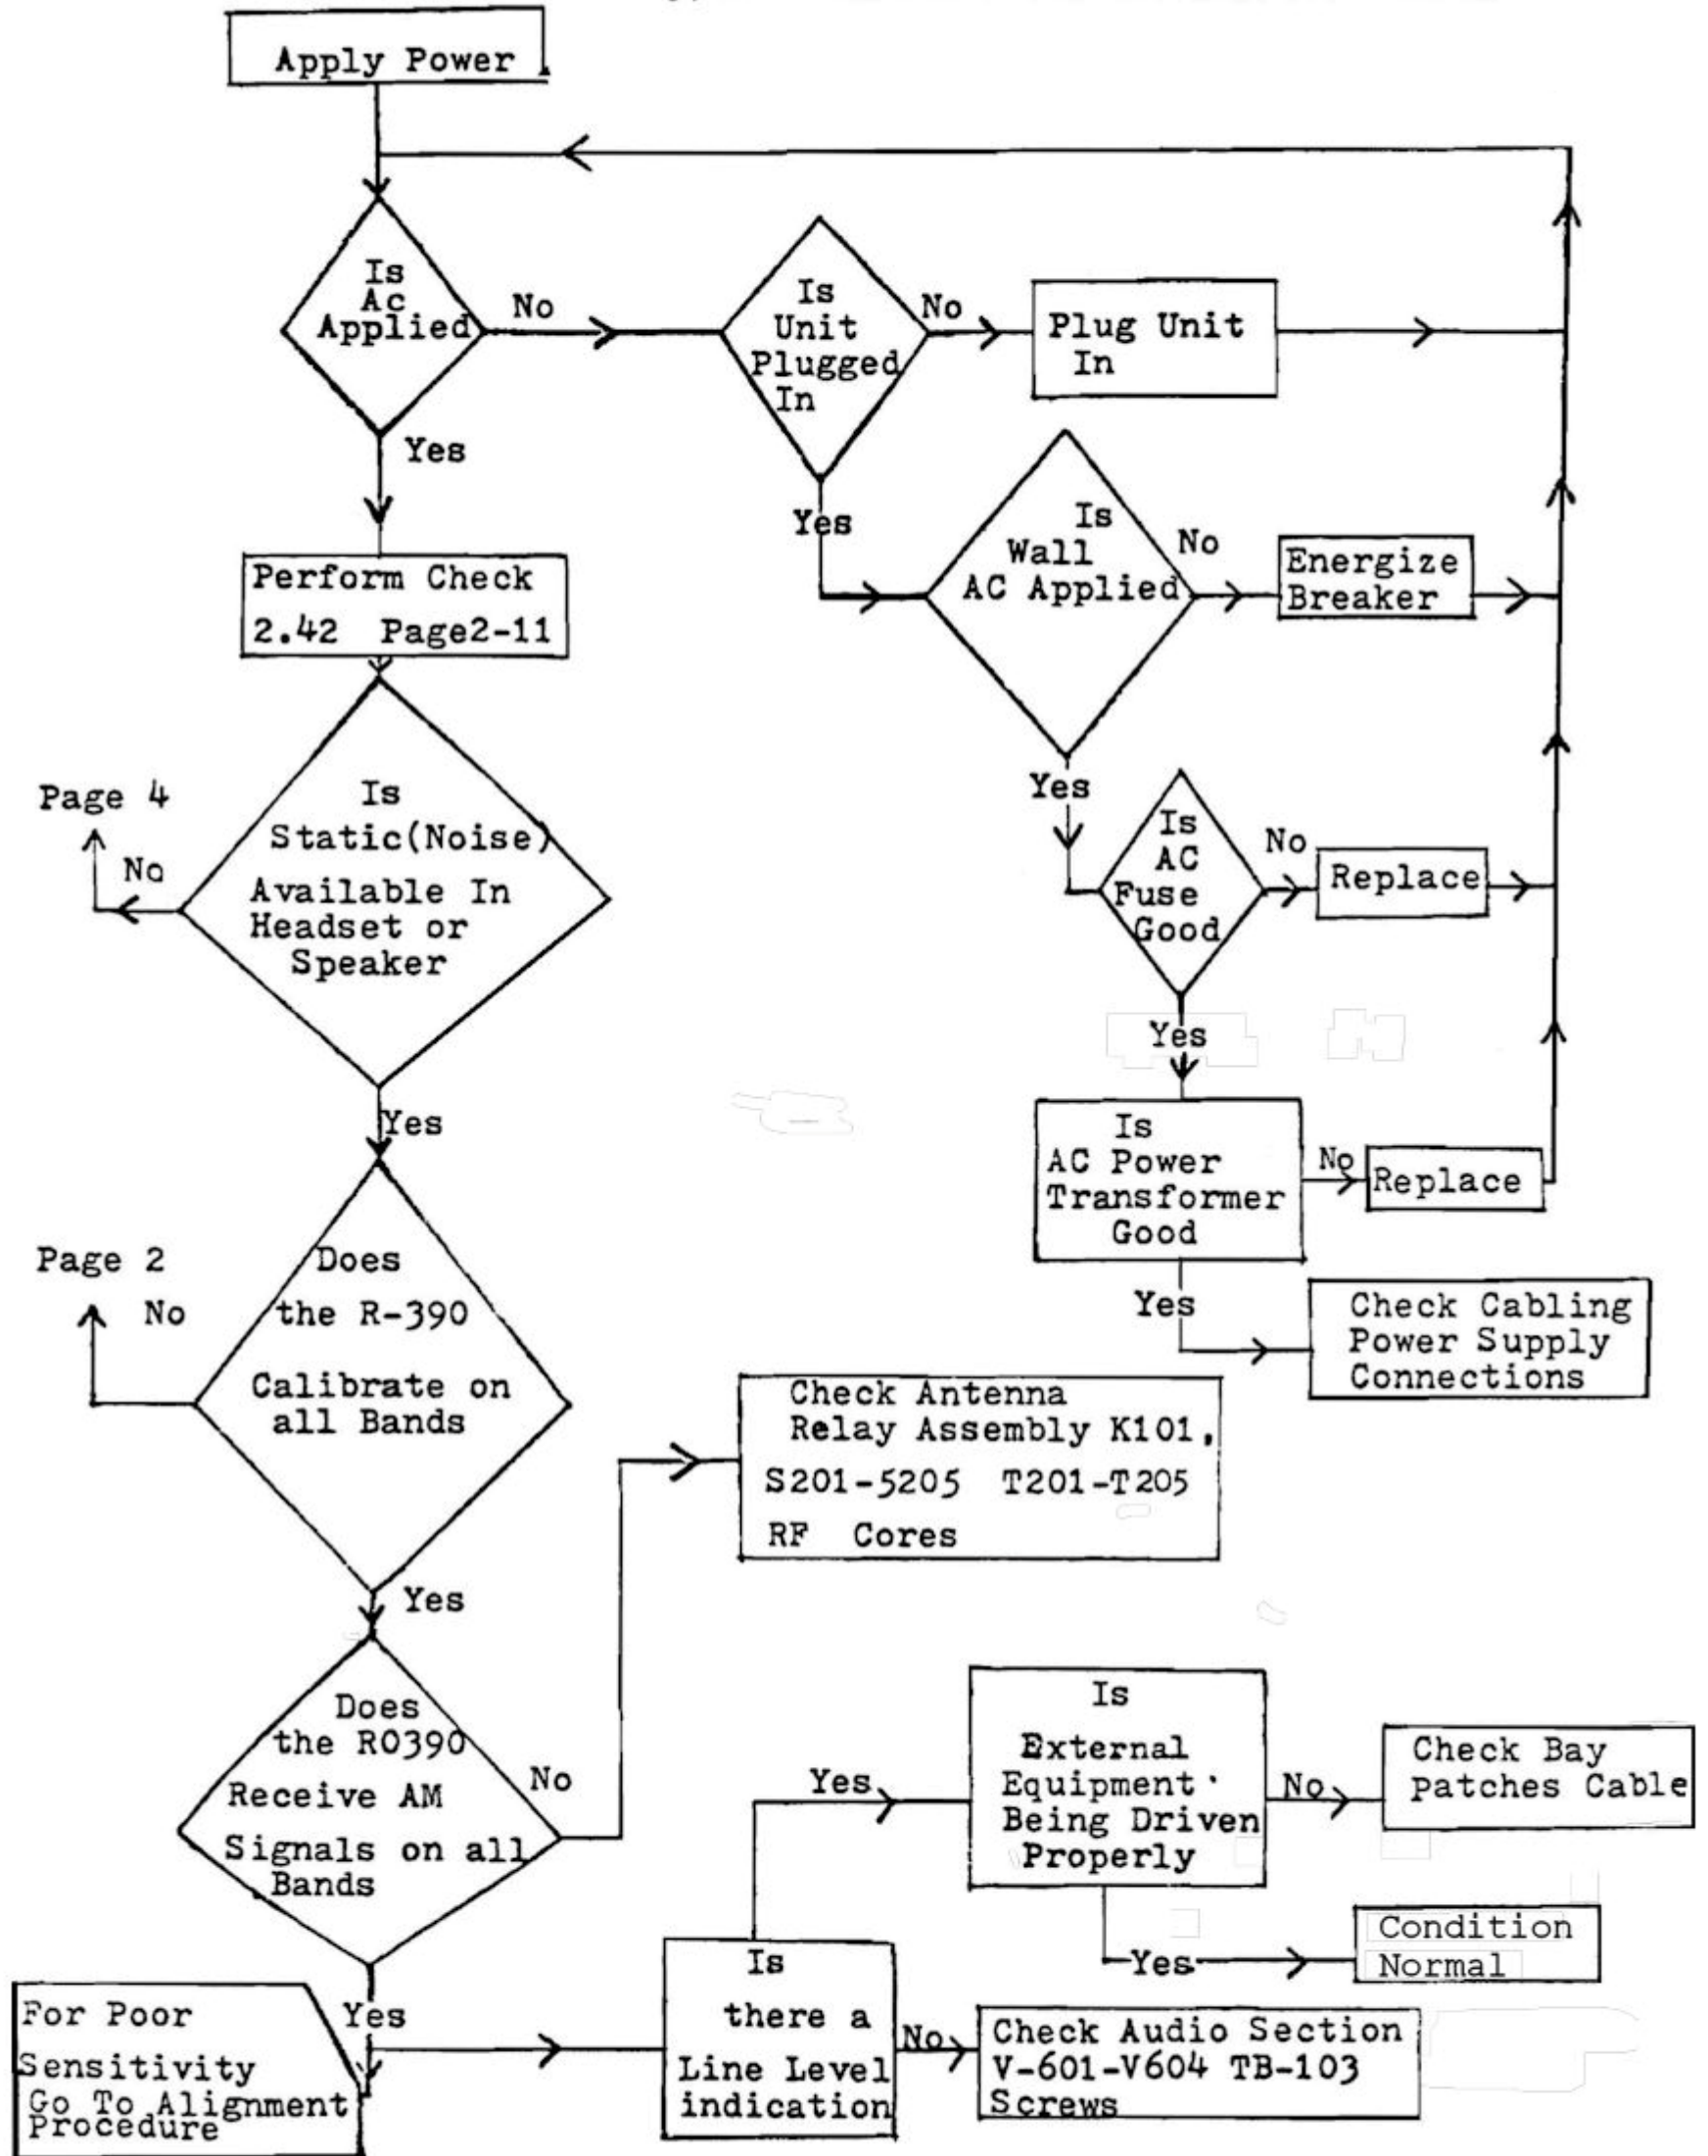 Apply Power
Is
Ac
Applied
No
Is
Unit
Plugged
In
No
Plug Unit
In
Yes
Yes
Is
Wall
AC Applied
No
Energize
Breaker
Perform Check
2.42 Page2-11
Page 4
No
Is
Static(Noise)
Available In
Headset or
Speaker
Yes
Is
AC
Fuse
Good
No
Replace
Yes
Is
AC Power
Transformer
Good
No
Replace
Yes
Check Cabling
Power Supply
Connections
Yes
Page 2
No
Does
the R-390
Calibrate on
all Bands
Check Antenna
Relay Assembly K101,
S201-5205 T201-T205
RF Cores
Yes
Does
the RO390
Receive AM
Signals on all
Bands
No
Yes
Is
External
Equipment
Being Driven
Properly
No
Check Bay
Patches Cable
Yes
Condition
Normal
Yes
For Poor
Sensitivity
Go To Alignment
Procedure
Is
there a
Line Level
indication
No
Check Audio Section
V-601-V604 TB-103
Screws